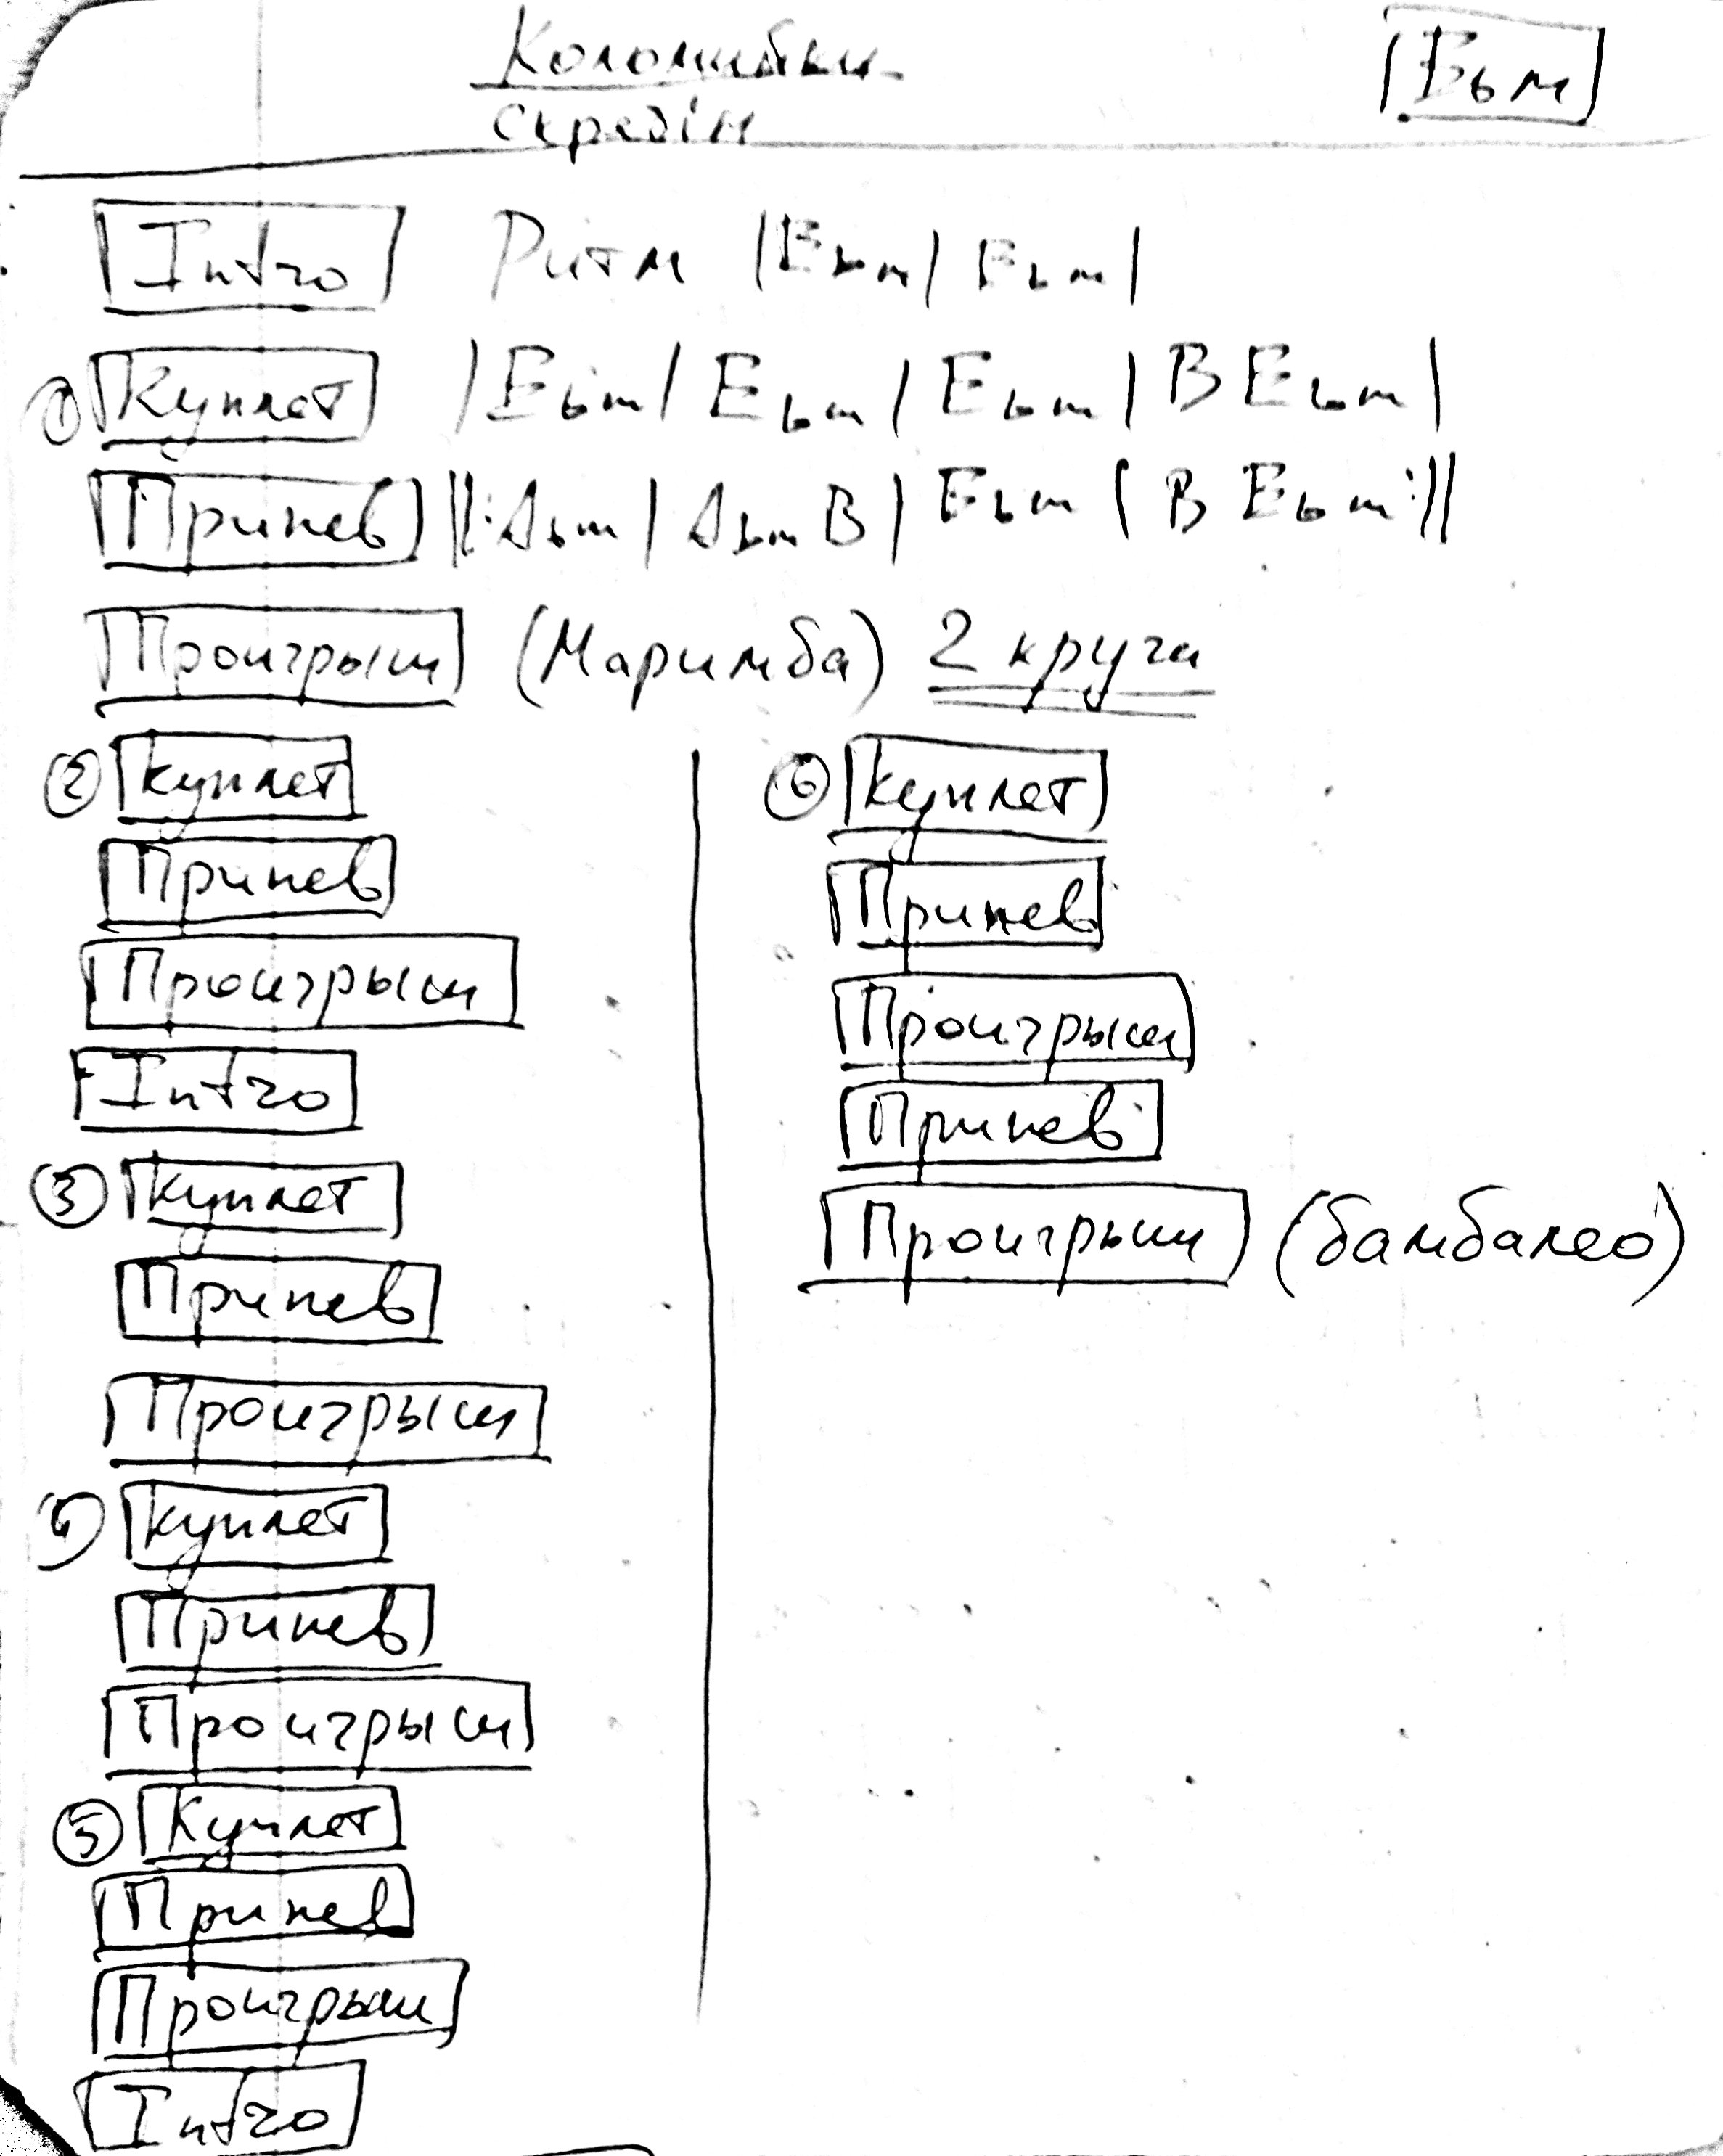 Коломийки
скрадін
Ebm
Intro Ритм |Ebm| Ebm|
① Куплет |Ebm| Ebm | Ebm | B Ebm |
Припев ||: Abm | Abm B | Ebm | B Ebm :||
Проигрыш (Маримба) 2 круга
② Куплет
Припев
Проигрыш
Intro
③ Куплет
Припев
Проигрыш
④ Куплет
Припев
Проигрыш
⑤ Куплет
Припев
Проигрыш
Intro
⑥ Куплет
Припев
Проигрыш
Припев
Проигрыш (бамбалео)